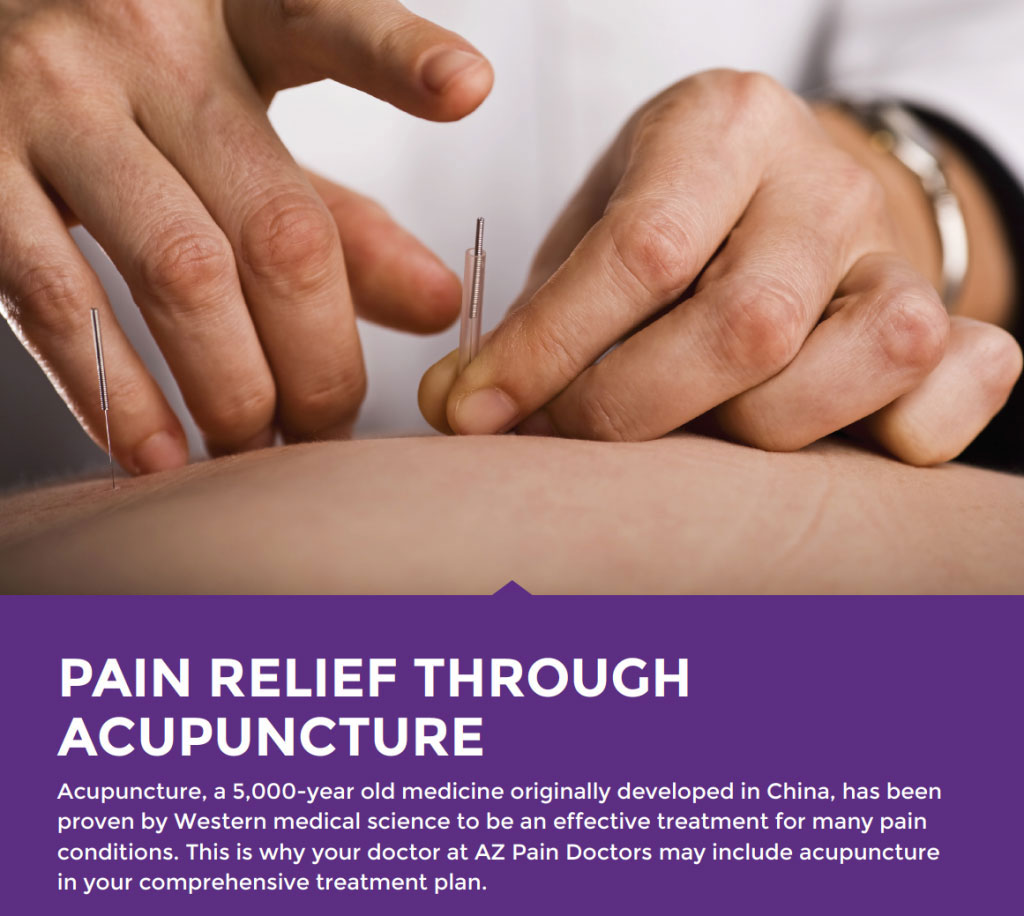 PAIN RELIEF THROUGH
ACUPUNCTURE
Acupuncture, a 5,000-year old medicine originally developed in China, has been
proven by Western medical science to be an effective treatment for many pain
conditions. This is why your doctor at AZ Pain Doctors may include acupuncture
in your comprehensive treatment plan.